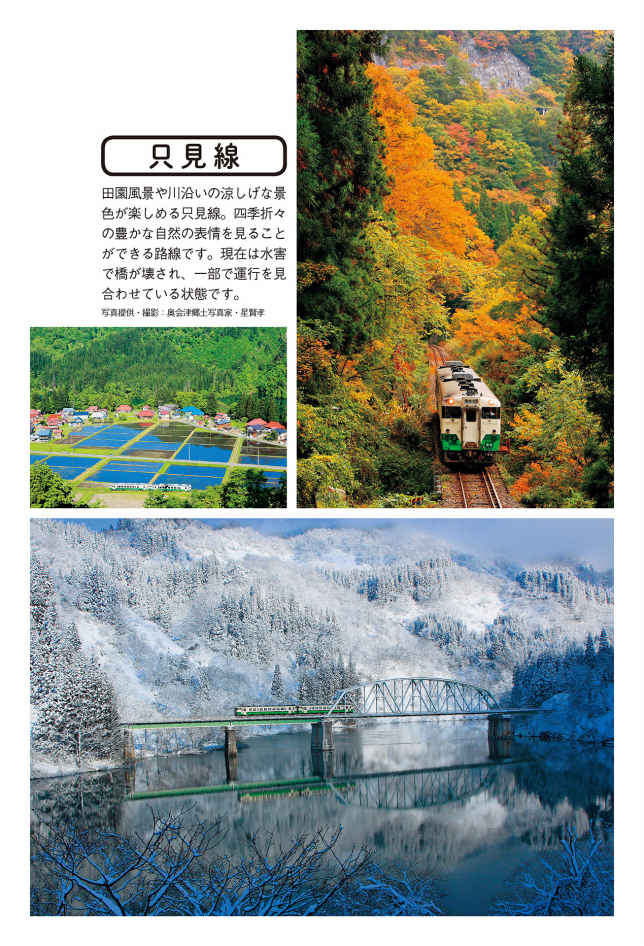 只見線
田園風景や川沿いの涼しげな景
色が楽しめる只見線。四季折々
の豊かな自然の表情を見ること
ができる路線です。現在は水害
で橋が壊され、一部で運行を見
合わせている状態です。
写真提供・撮影：奥会津郷土写真家・星賢孝